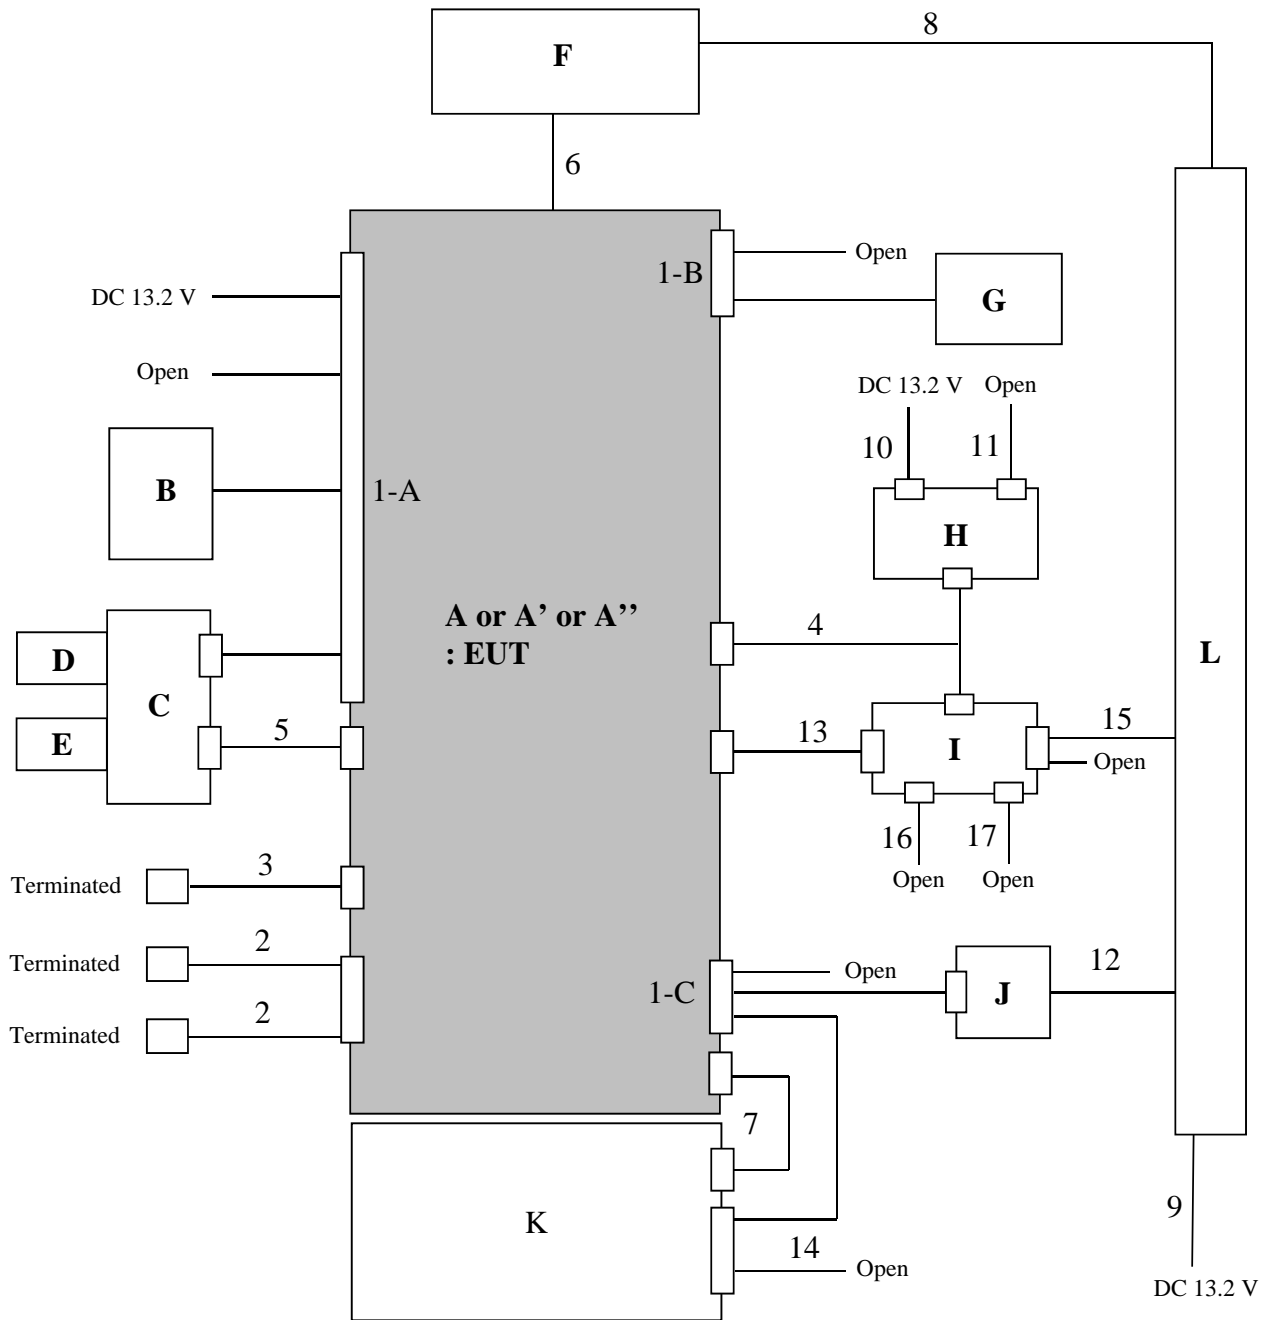 8
F
6
1-B
Open
DC 13.2 V
G
Open
DC 13.2 V
Open
10
11
B
1-A
H
A or A’ or A’’
: EUT
4
D
L
C
15
E
5
13
I
Open
16
17
3
Open
Open
Terminated
2
12
Terminated
Open
1-C
J
2
Terminated
7
9
K
14
Open
DC 13.2 V